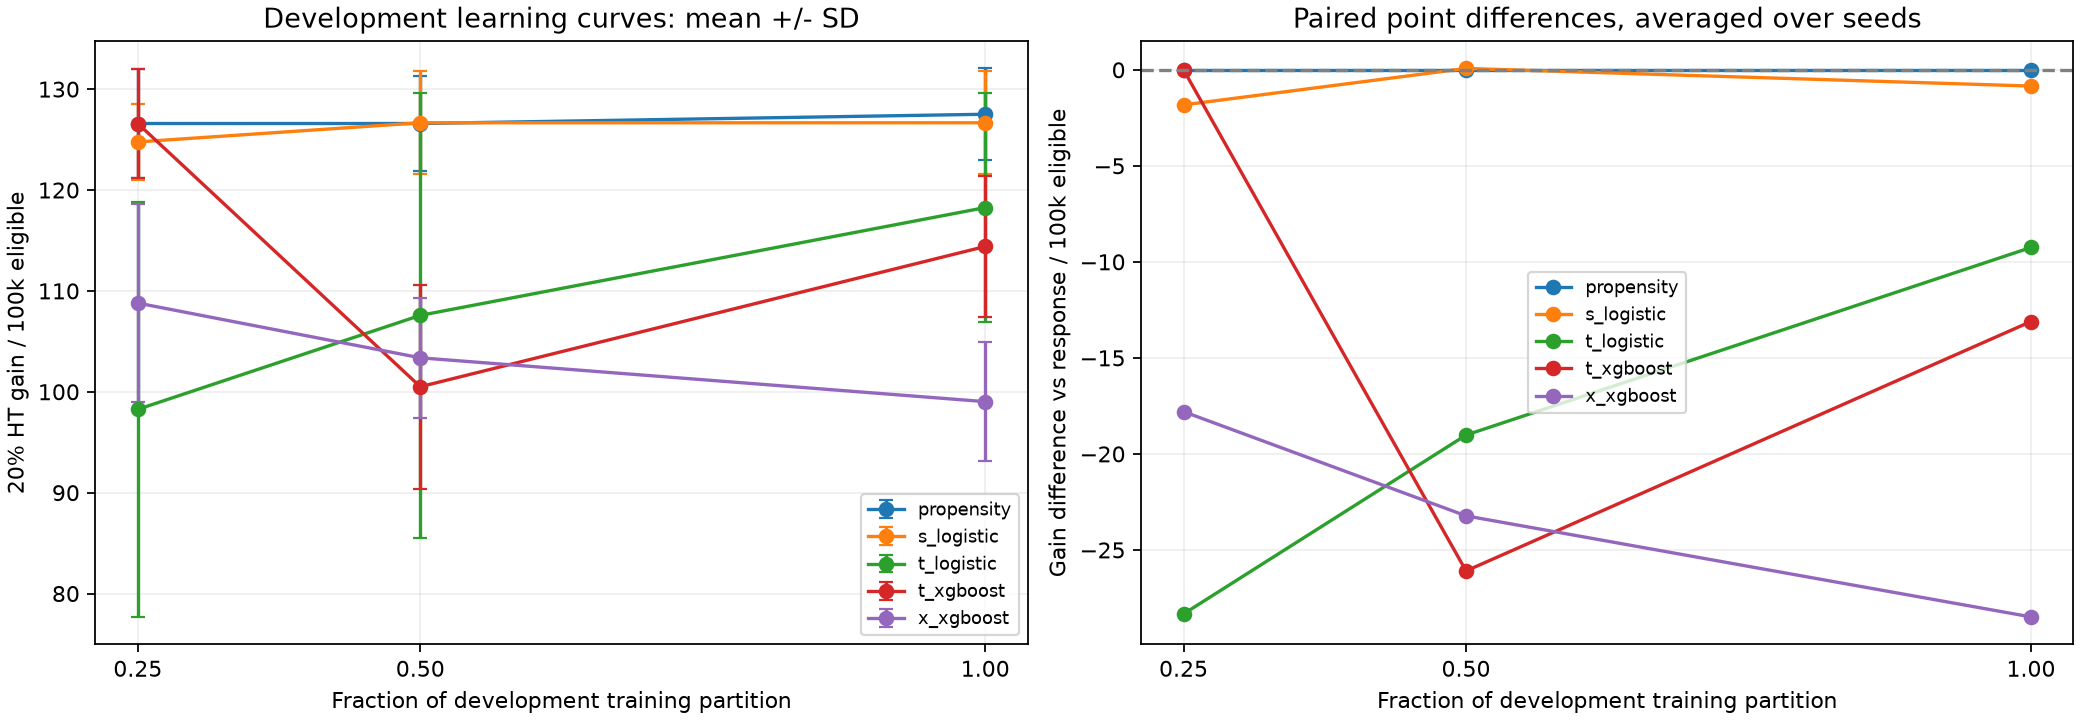 Development learning curves: mean +/- SD
20% HT gain / 100k eligible
130
120
110
100
90
80
0.25
0.50
1.00
Fraction of development training partition
propensity
s_logistic
t_logistic
t_xgboost
x_xgboost
Paired point differences, averaged over seeds
Gain difference vs response / 100k eligible
0
−5
−10
−15
−20
−25
0.25
0.50
1.00
Fraction of development training partition
propensity
s_logistic
t_logistic
t_xgboost
x_xgboost